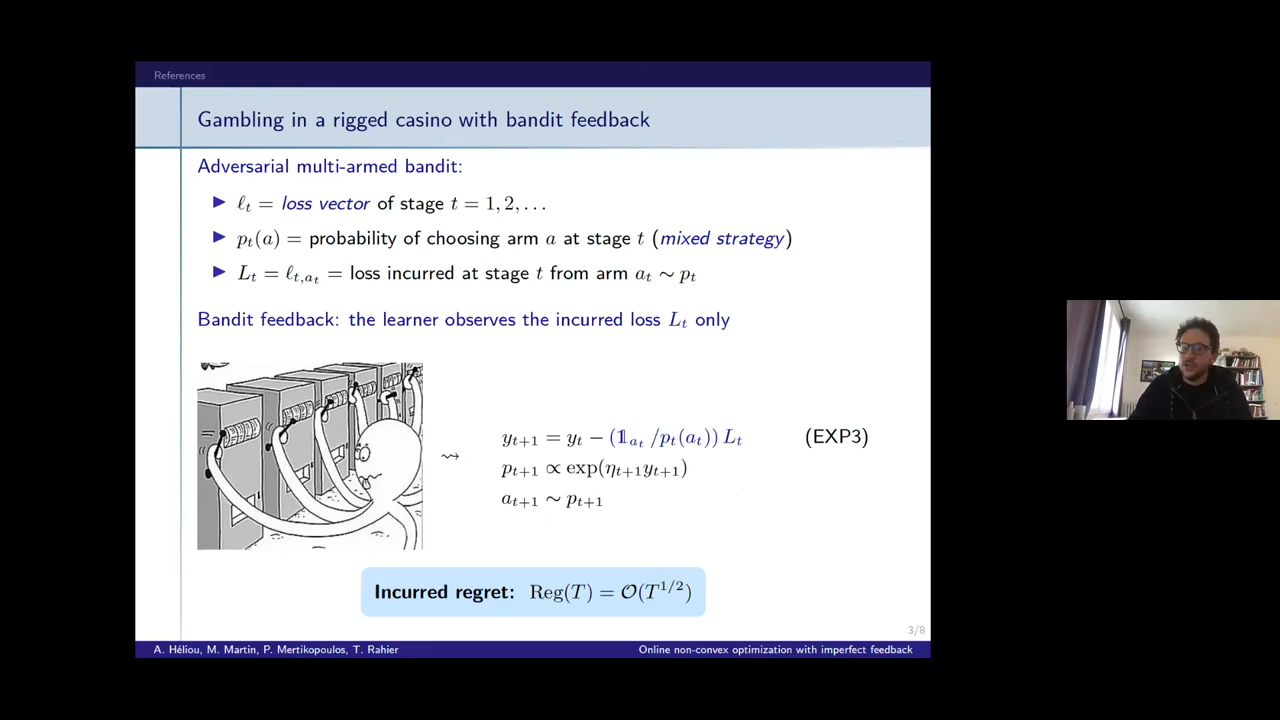 References
Gambling in a rigged casino with bandit feedback
Adversarial multi-armed bandit:
▶ ℓ_t = loss vector of stage t = 1, 2, . . .
▶ p_t(a) = probability of choosing arm a at stage t (mixed strategy)
▶ L_t = ℓ_{t,a_t} = loss incurred at stage t from arm a_t ∼ p_t
Bandit feedback: the learner observes the incurred loss L_t only
⇝ y_{t+1} = y_t − (𝟙_{a_t} /p_t(a_t)) L_t (EXP3)
p_{t+1} ∝ exp(η_{t+1}y_{t+1})
a_{t+1} ∼ p_{t+1}
Incurred regret: Reg(T) = 𝒪(T^{1/2})
3/8
A. Héliou, M. Martin, P. Mertikopoulos, T. Rahier Online non-convex optimization with imperfect feedback